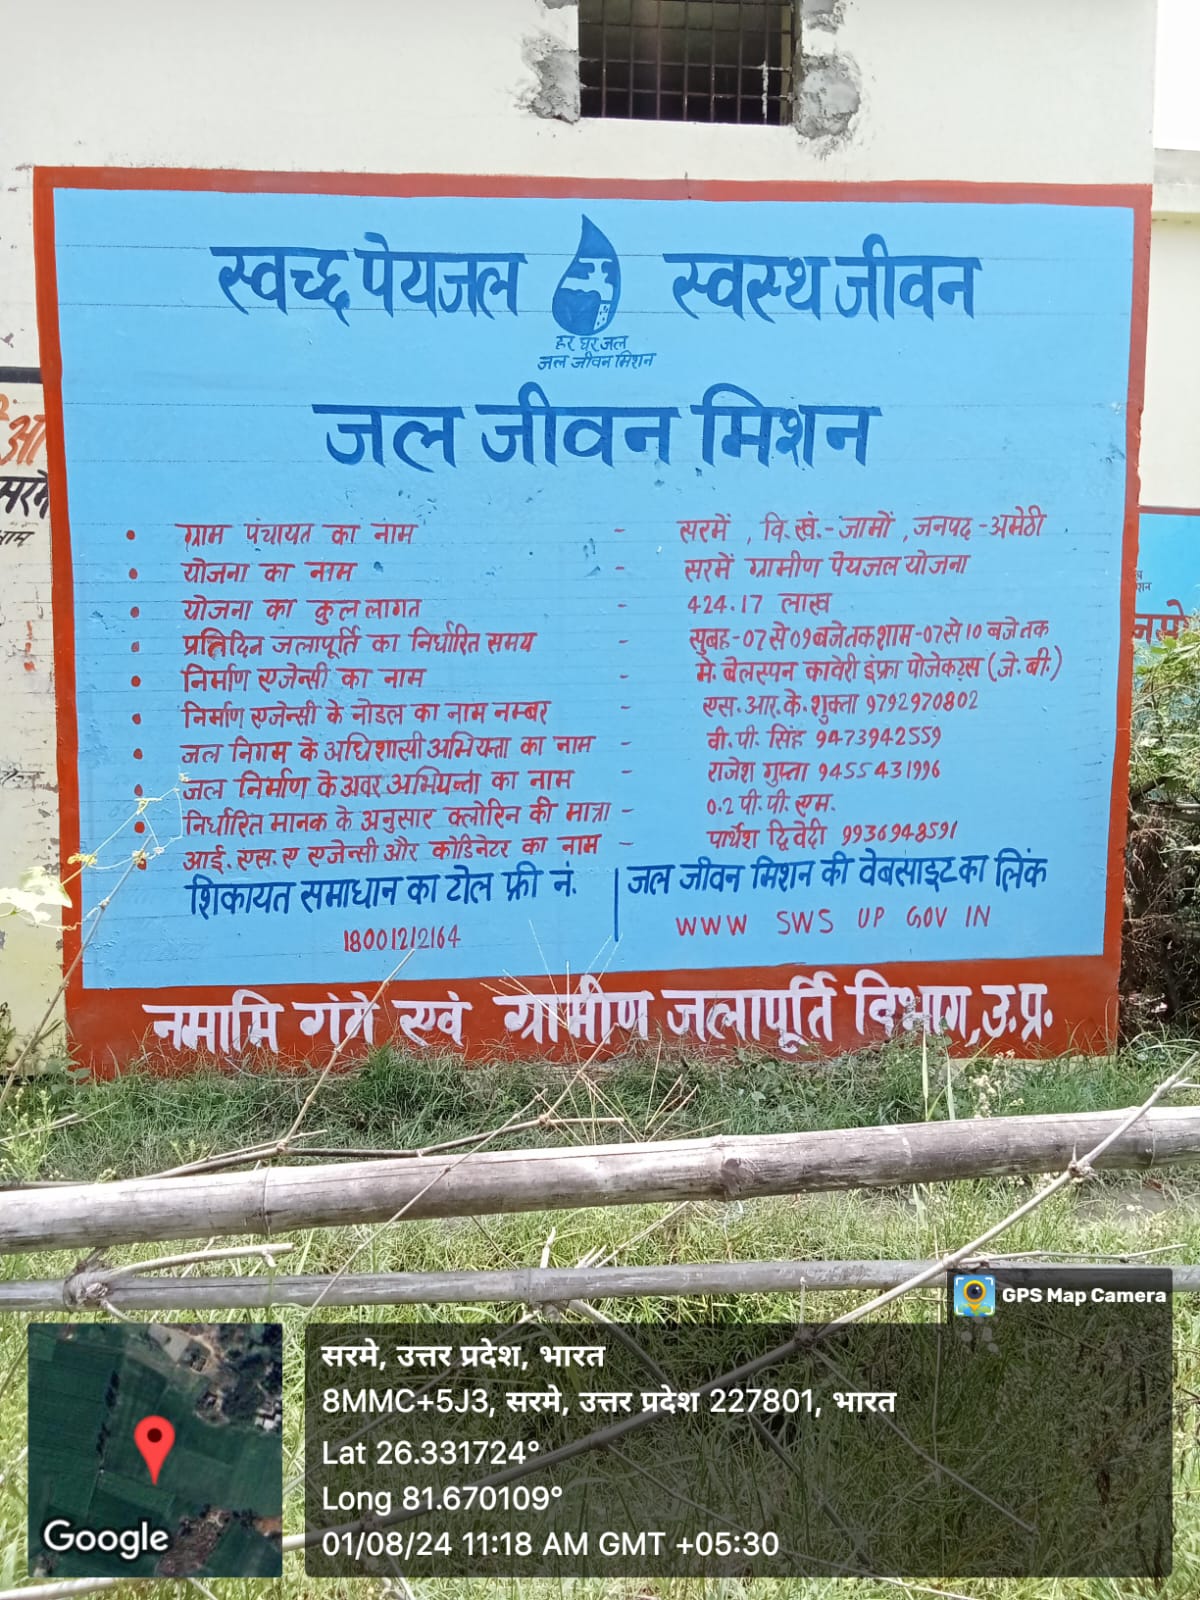 स्वच्छ पेयजल स्वस्थ जीवन
हर घर जल
जल जीवन मिशन
जल जीवन मिशन
• ग्राम पंचायत का नाम - सरमें , वि.खं.-जामों ,जनपद-अमेठी
• योजना का नाम - सरमें ग्रामीण पेयजल योजना
• योजना का कुल लागत - 424.17 लाख
• प्रतिदिन जलापूर्ति का निर्धारित समय - सुबह-07 से 09 बजे तक शाम-07 से 10 बजे तक
• निर्माण एजेन्सी का नाम - मे. बेलस्पन कावेरी इंफ्रा पोजेक्ट्स (जे.बी.)
• निर्माण एजेन्सी के नोडल का नाम नम्बर - एस.आर.के.शुक्ला 9792970802
• जल निगम के अधिशासी अभियन्ता का नाम - वी.पी. सिंह 9473942559
• जल निर्माण के अवर अभियन्ता का नाम - राजेश गुप्ता 9455431996
• निर्धारित मानक के अनुसार क्लोरिन की मात्रा - 0.2 पी.पी.एम.
• आई.एस.ए एजेन्सी और कोडिनेटर का नाम - पार्थेश द्विवेदी 9936948591
शिकायत समाधान का टोल फ्री नं. | जल जीवन मिशन की वेबसाइट का लिंक
18001212164 WWW SWS UP GOV IN
नमामि गंगे एवं ग्रामीण जलापूर्ति विभाग, उ.प्र.
GPS Map Camera
सरमे, उत्तर प्रदेश, भारत
8MMC+5J3, सरमे, उत्तर प्रदेश 227801, भारत
Lat 26.331724°
Long 81.670109°
01/08/24 11:18 AM GMT +05:30
Google